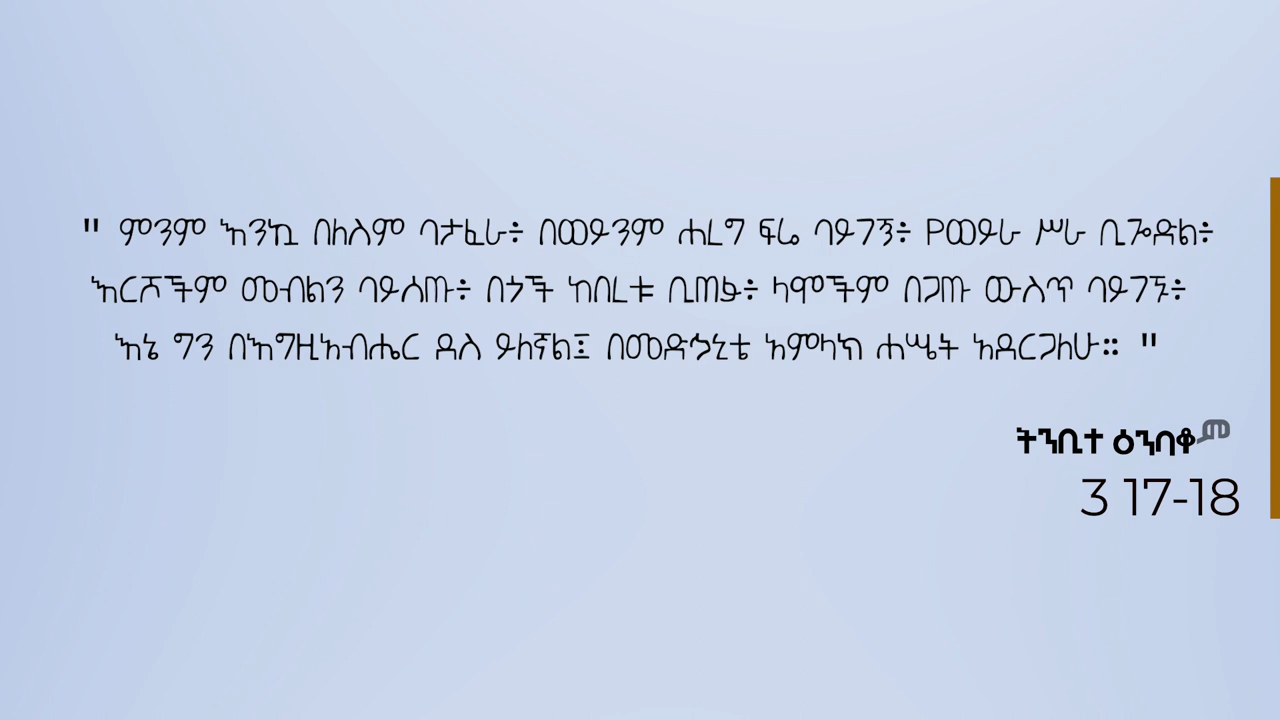 " ምንም እንኳ በለስም ባታፈራ፥ በወይንም ሐረግ ፍሬ ባይገኝ፥ የወይራ ሥራ ቢጐድል፥
እርሾችም መብልን ባይሰጡ፥ በጎች ከበረቱ ቢጠፉ፥ ላሞችም በጋጡ ውስጥ ባይገኙ፥
እኔ ግን በእግዚአብሔር ደስ ይለኛል፤ በመድኅኒቴ አምላክ ሐሤት አደርጋለሁ። "
ትንቢተ ዕንባቆም
3 17-18